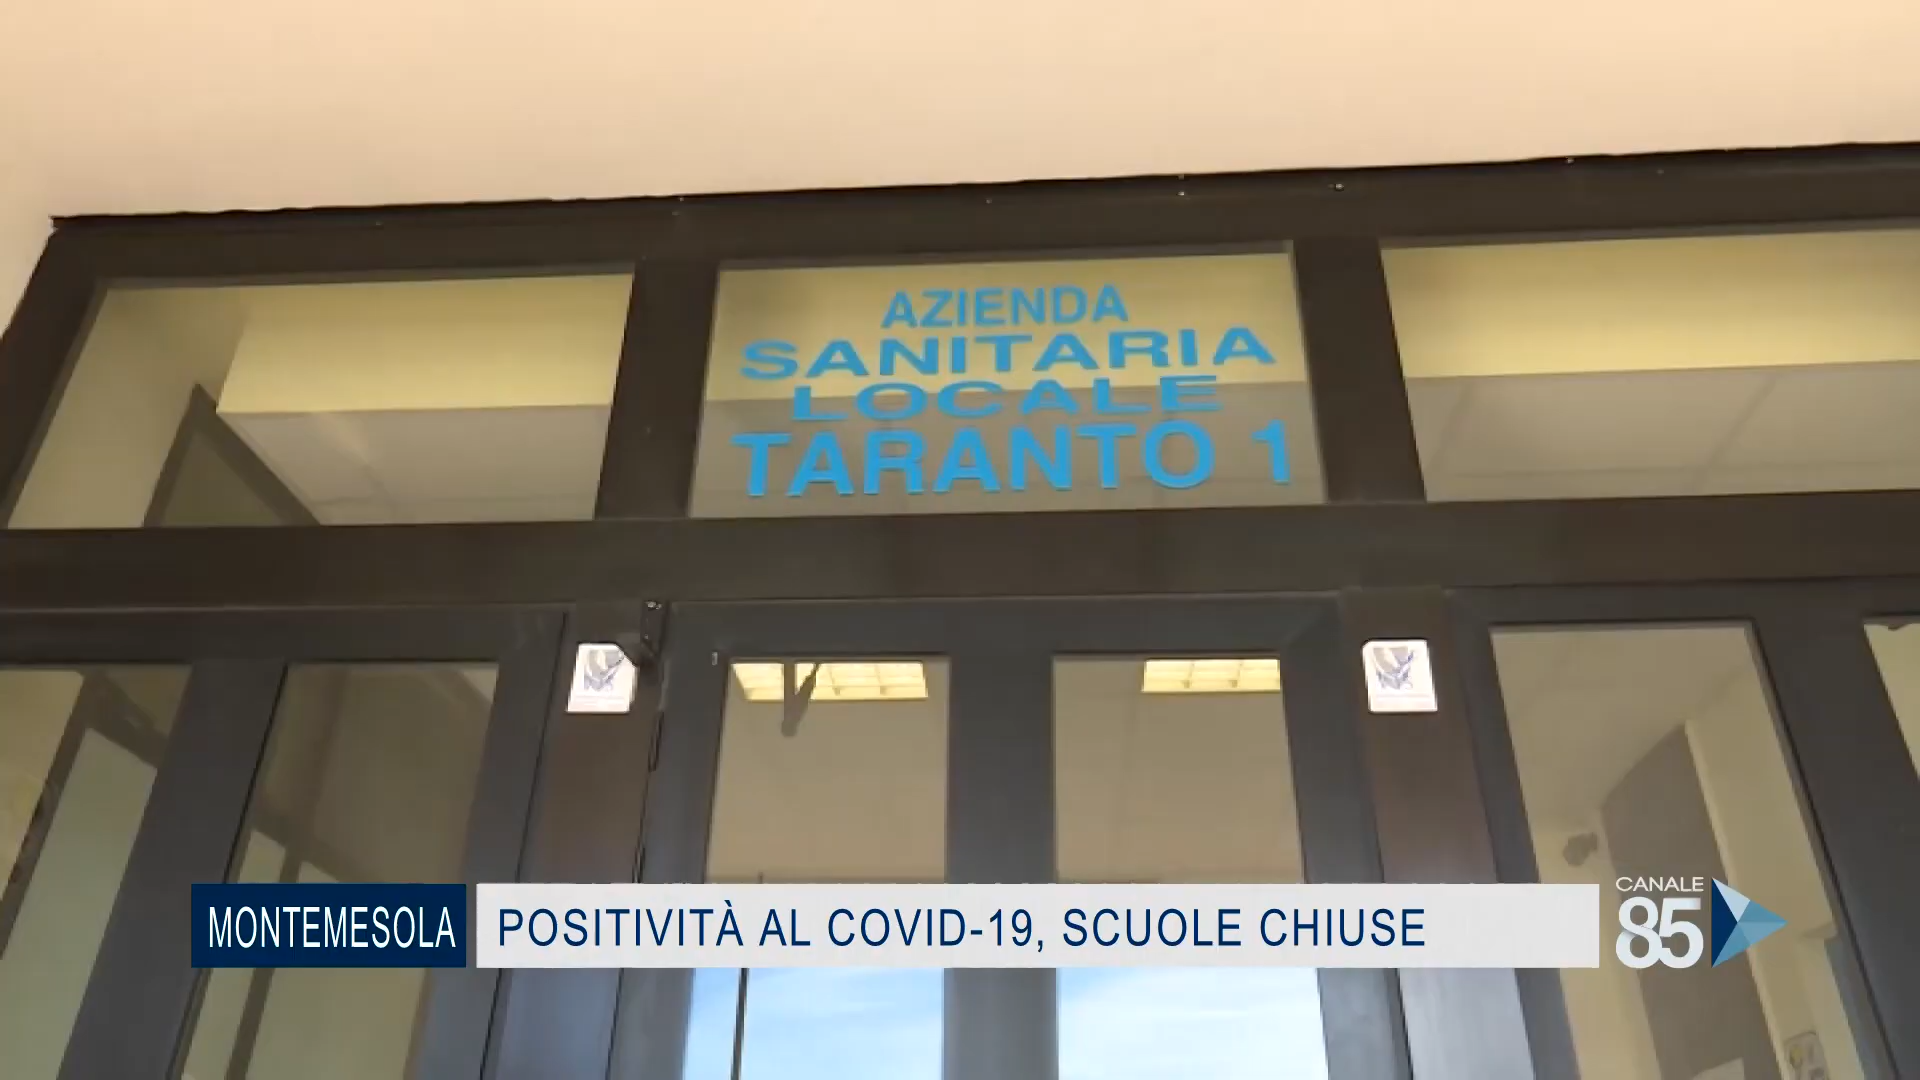 AZIENDA
SANITARIA
LOCALE
TARANTO 1
MONTEMESOLA
POSITIVITÀ AL COVID-19, SCUOLE CHIUSE
CANALE
85